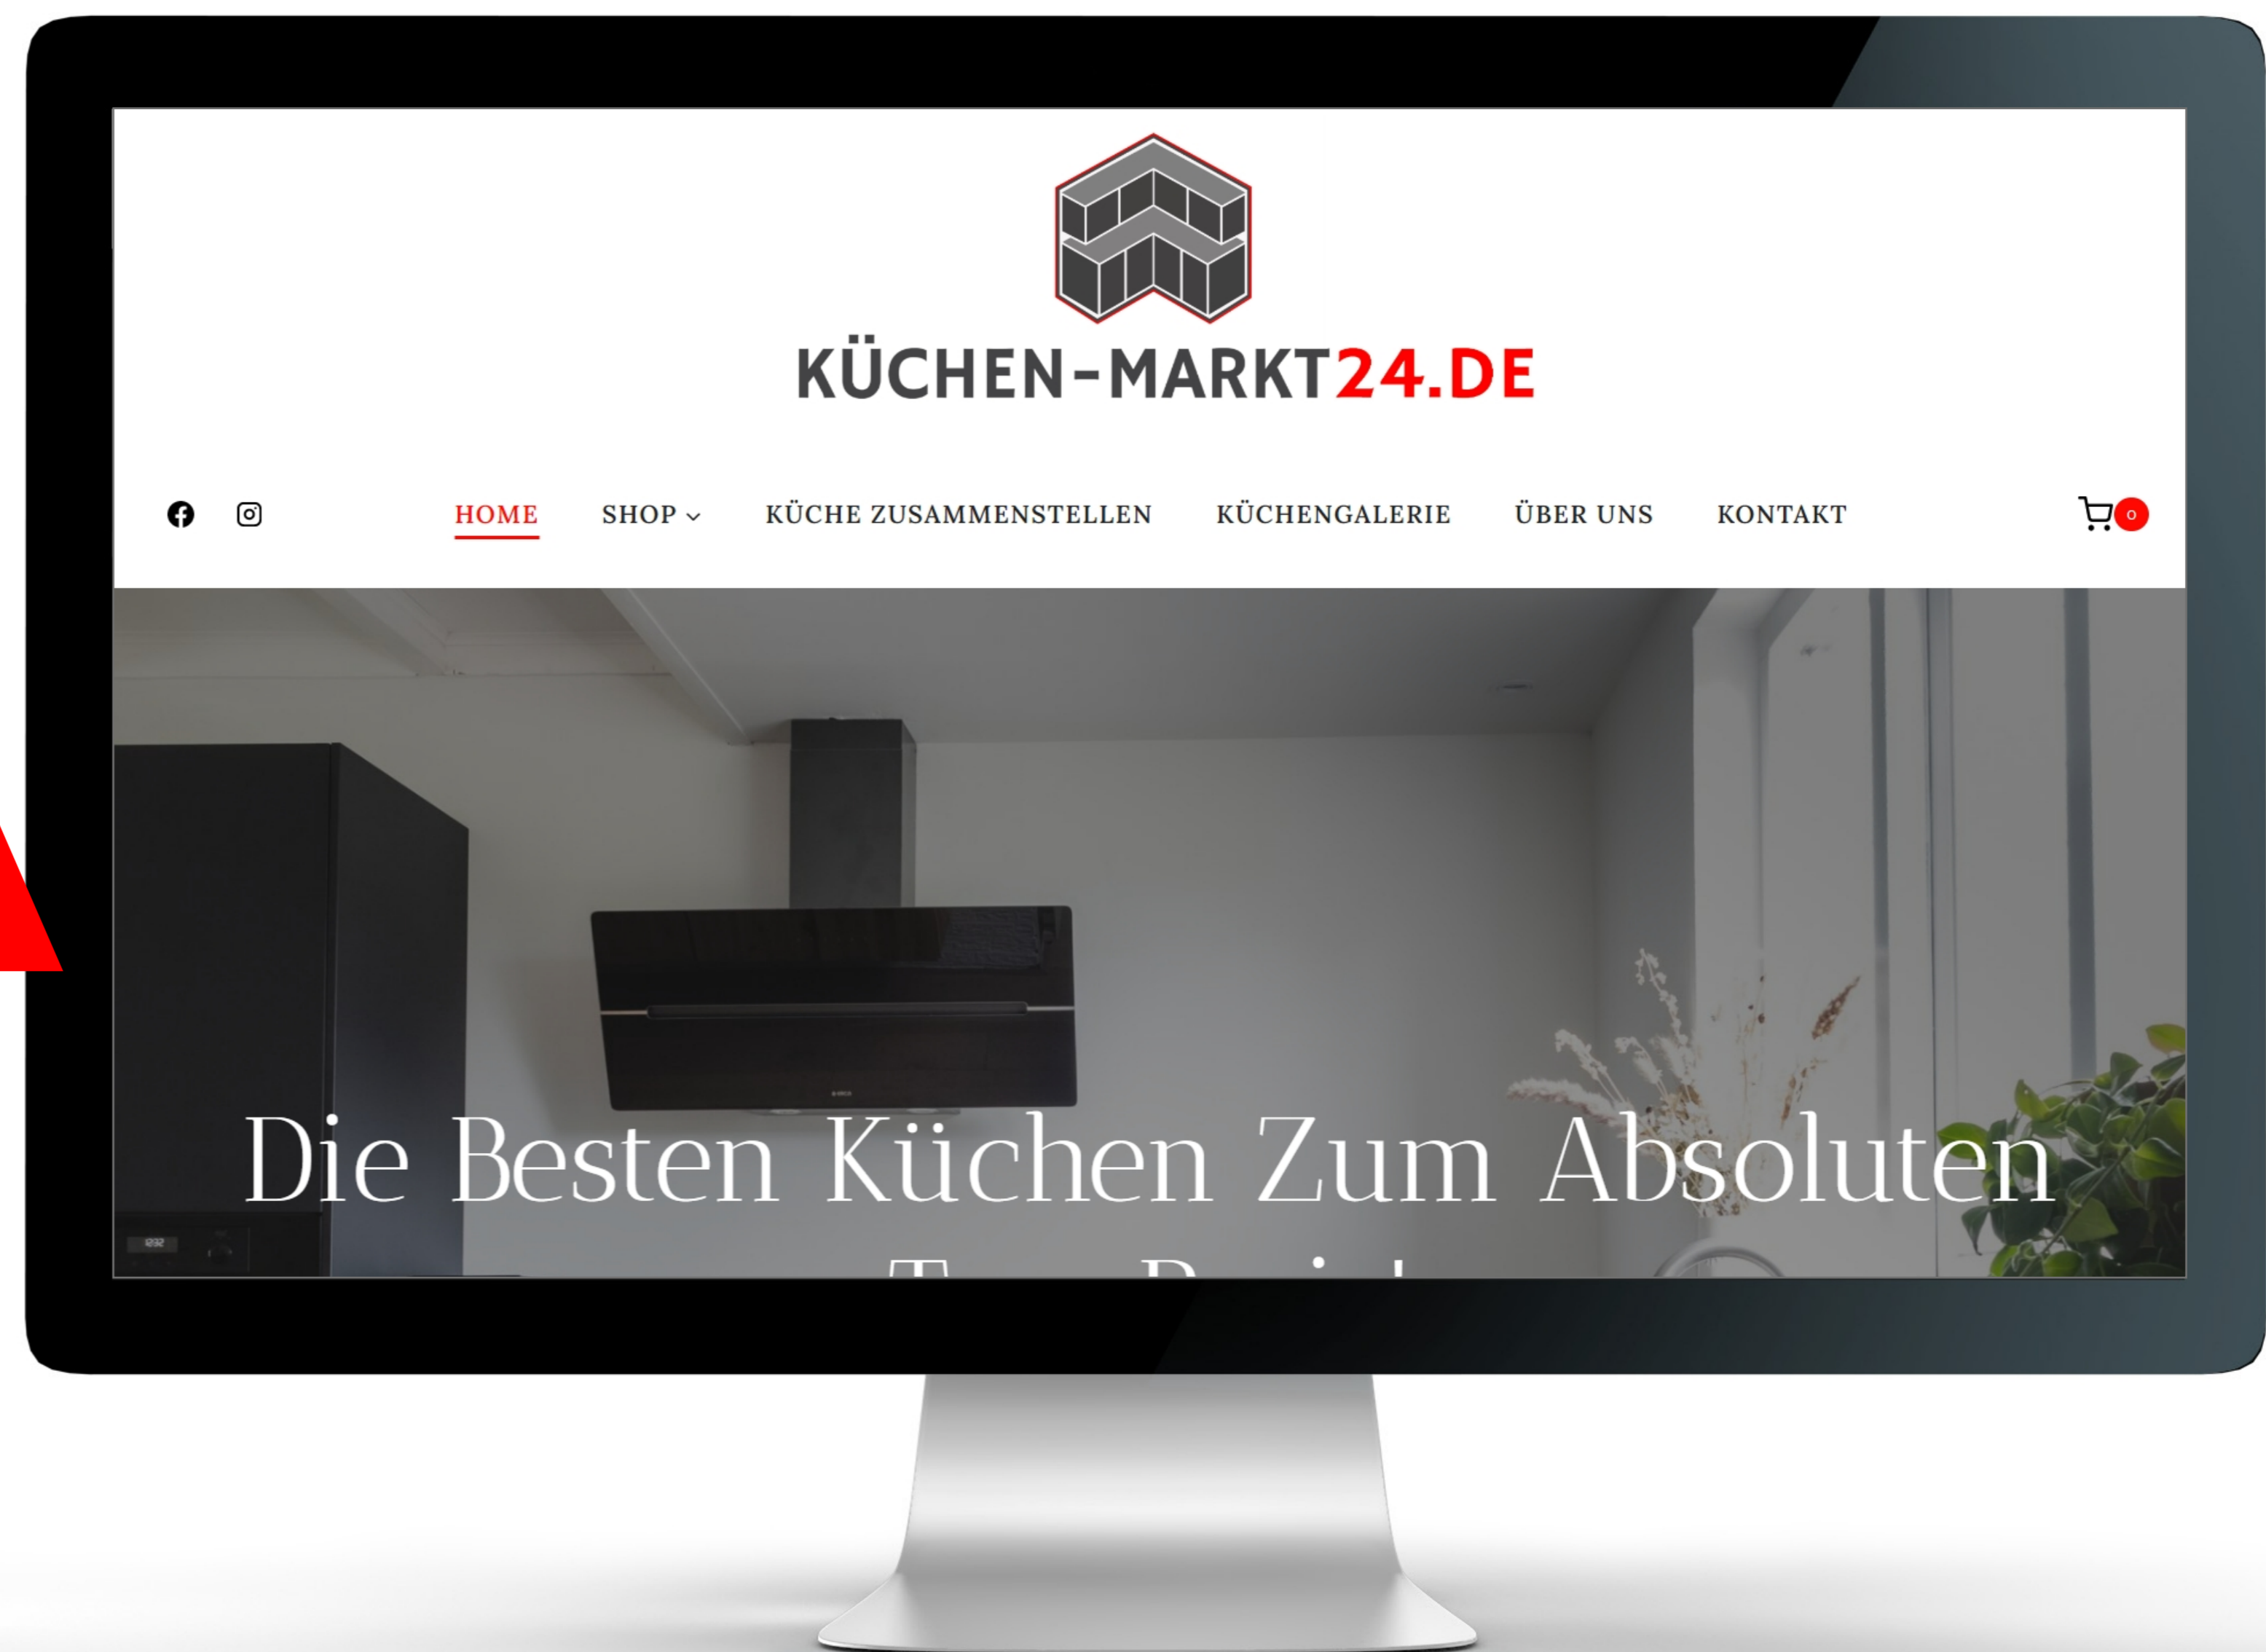 KÜCHEN-MARKT24.DE
HOME SHOP KÜCHE ZUSAMMENSTELLEN KÜCHENGALERIE ÜBER UNS KONTAKT 0
Die Besten Küchen Zum Absoluten